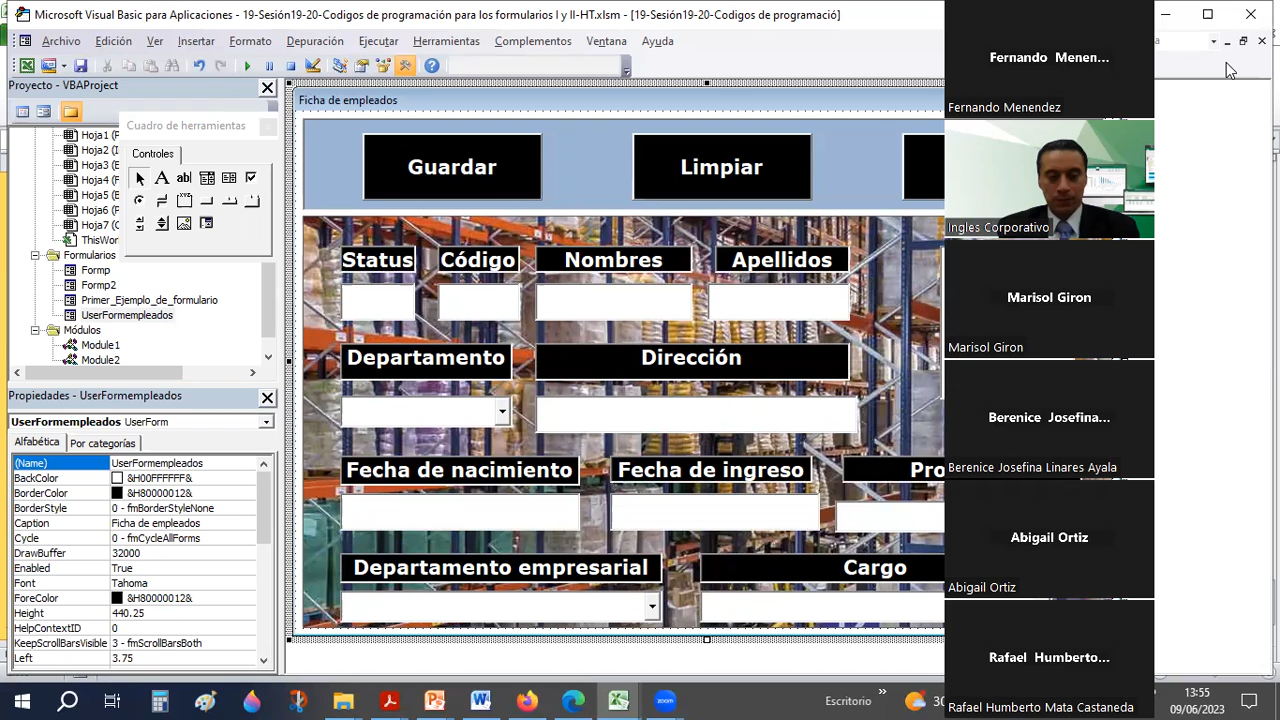 Microsoft Visual Basic para Aplicaciones - 19-Sesión19-20-Codigos de programación para los formularios I y II-HT.xlsm - [19-Sesión19-20-Codigos de programació]
Archivo Edición Ver Insertar Formato Depuración Ejecutar Herramientas Complementos Ventana Ayuda
Proyecto - VBAProject
Cuadro de herramientas
Controles
Hoja1 (
Hoja2 (
Hoja3 (
Hoja4 (
Hoja5 (
Hoja6 (
Hoja7 (
ThisWor
Formularios
Formp
Formp2
Primer_Ejemplo_de_formulario
UserFormempleados
Módulos
Module1
Module2
Propiedades - UserFormempleados
UserFormempleados UserForm
Alfabética Por categorías
(Name) UserFormempleados
BackColor &H00FFFFFF&
BorderColor &H80000012&
BorderStyle 0 - fmBorderStyleNone
Caption Ficha de empleados
Cycle 0 - fmCycleAllForms
DrawBuffer 32000
Enabled True
Font Tahoma
ForeColor &H80000012&
Height 440.25
HelpContextID 0
KeepScrollBarsVisible 3 - fmScrollBarsBoth
Left 3.75
Ficha de empleados
Guardar Limpiar
Status Código Nombres Apellidos
Departamento Dirección
Fecha de nacimiento Fecha de ingreso Pro
Departamento empresarial Cargo
Fernando Menen...
Fernando Menendez
Ingles Corporativo
Marisol Giron
Marisol Giron
Berenice Josefina...
Berenice Josefina Linares Ayala
Abigail Ortiz
Abigail Ortiz
Rafael Humberto...
Rafael Humberto Mata Castaneda
Escritorio
30
13:55
09/06/2023